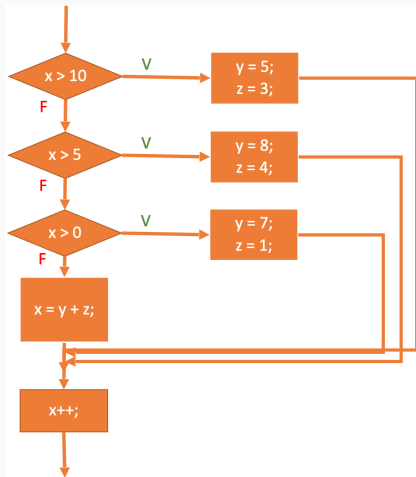 x > 10
V
y = 5;
z = 3;
F
x > 5
V
y = 8;
z = 4;
F
x > 0
V
y = 7;
z = 1;
F
x = y + z;
x++;